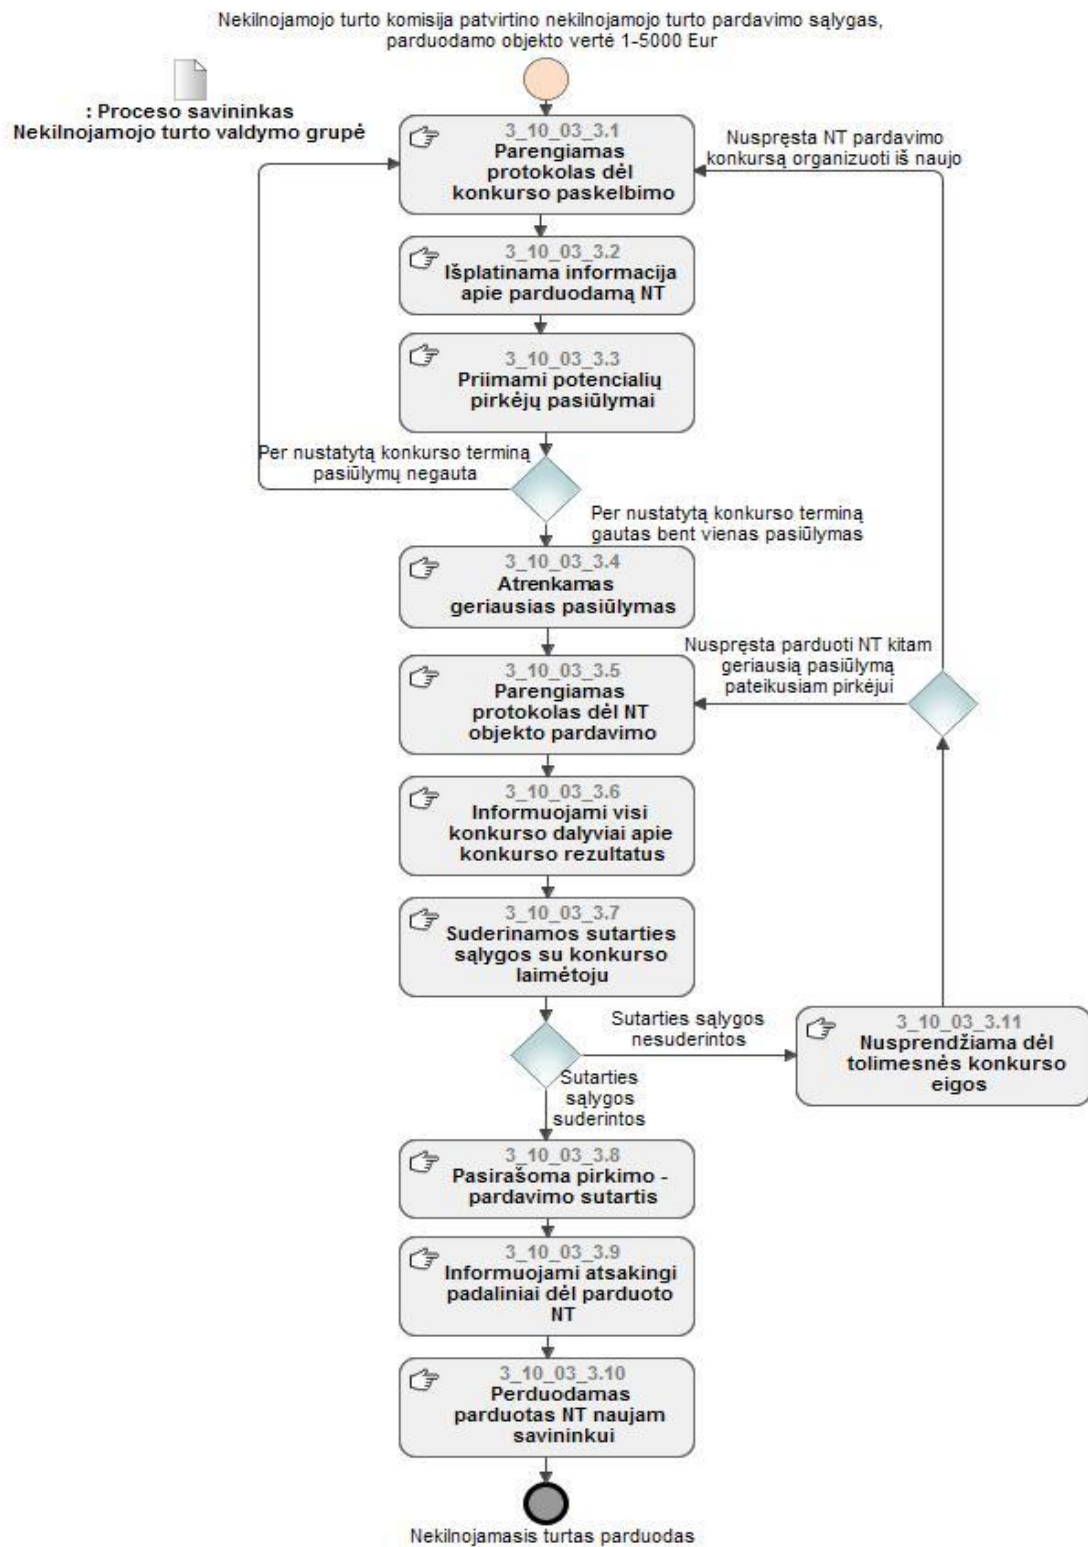 Nekilnojamojo turto komisija patvirtino nekilnojamojo turto pardavimo sąlygas,
parduodamo objekto vertė 1-5000 Eur
: Proceso savininkas
Nekilnojamojo turto valdymo grupė
3_10_03_3.1
Parengiamas
protokolas dėl
konkurso paskelbimo
Nuspręsta NT pardavimo
konkursą organizuoti iš naujo
3_10_03_3.2
Išplatinama informacija
apie parduodamą NT
3_10_03_3.3
Priimami potencialių
pirkėjų pasiūlymai
Per nustatytą konkurso terminą
pasiūlymų negauta
Per nustatytą konkurso terminą
gautas bent vienas pasiūlymas
3_10_03_3.4
Atrenkamas
geriausias pasiūlymas
Nuspręsta parduoti NT kitam
geriausią pasiūlymą
pateikusiam pirkėjui
3_10_03_3.5
Parengiamas
protokolas dėl NT
objekto pardavimo
3_10_03_3.6
Informuojami visi
konkurso dalyviai apie
konkurso rezultatus
3_10_03_3.7
Suderinamos sutarties
sąlygos su konkurso
laimėtoju
Sutarties sąlygos
nesuderintos
3_10_03_3.11
Nusprendžiama dėl
tolimesnės konkurso
eigos
Sutarties
sąlygos
suderintos
3_10_03_3.8
Pasirašoma pirkimo -
pardavimo sutartis
3_10_03_3.9
Informuojami atsakingi
padaliniai dėl parduoto
NT
3_10_03_3.10
Perduodamas
parduotas NT naujam
savininkui
Nekilnojamasis turtas parduodas